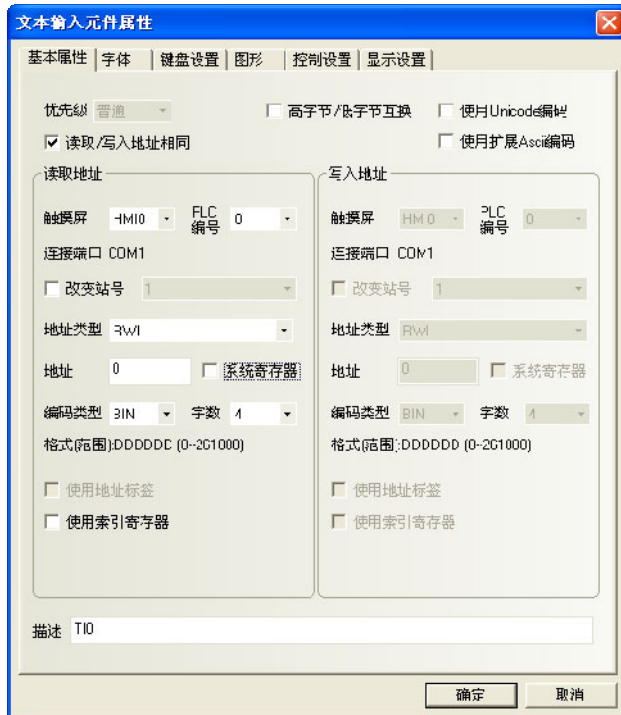 文本输入元件属性
基本属性 字体 键盘设置 图形 控制设置 显示设置
优先级 普通 高字节/低字节互换 使用Unicode编码
读取/写入地址相同 使用扩展Ascii编码
读取地址
触摸屏 HMI0 PLC编号 0
连接端口 COM1
改变站号 1
地址类型 RWI
地址 0 系统寄存器
编码类型 BIN 字数 4
格式(范围):DDDDDD (0~261000)
使用地址标签
使用索引寄存器
写入地址
触摸屏 HMI0 PLC编号 0
连接端口 COM1
改变站号 1
地址类型 RWI
地址 0 系统寄存器
编码类型 BIN 字数 4
格式(范围):DDDDDD (0~261000)
使用地址标签
使用索引寄存器
描述 TI0
确定 取消